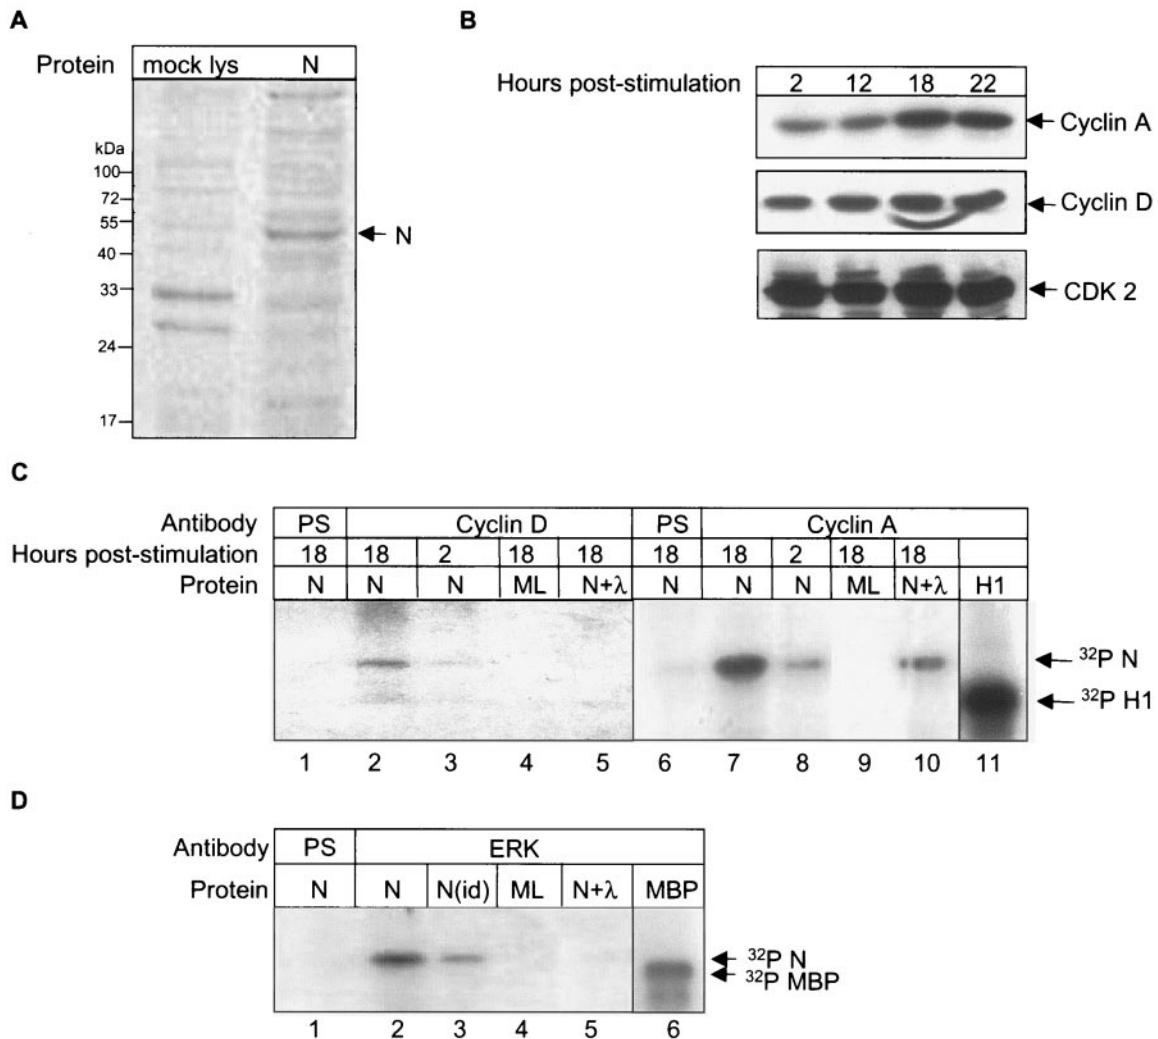 A
Protein mock lys N
kDa
100
72
55
40
33
24
17
N
B
Hours post-stimulation 2 12 18 22
Cyclin A
Cyclin D
CDK 2
C
Antibody PS Cyclin D PS Cyclin A
Hours post-stimulation 18 18 2 18 18 18 18 2 18 18
Protein N N N ML N+λ N N N ML N+λ H1
32P N
32P H1
1 2 3 4 5 6 7 8 9 10 11
D
Antibody PS ERK
Protein N N N(id) ML N+λ MBP
32P N
32P MBP
1 2 3 4 5 6